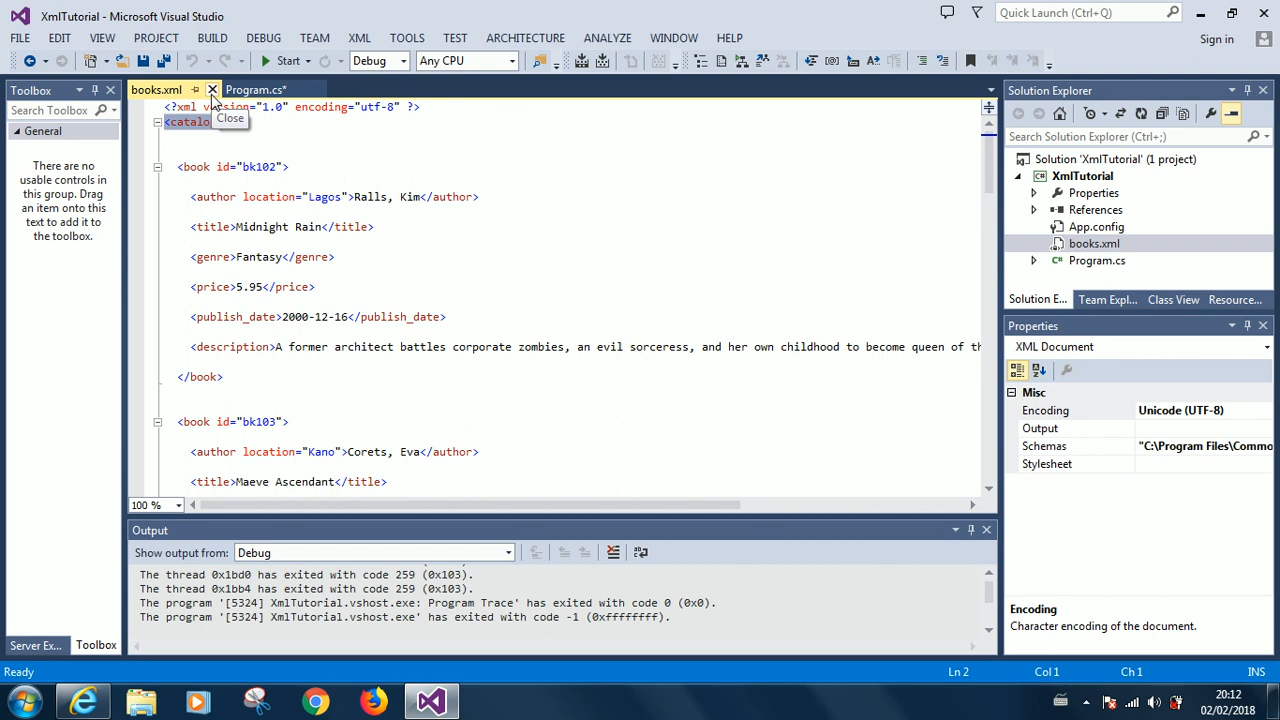 XmlTutorial - Microsoft Visual Studio
Quick Launch (Ctrl+Q)
FILE EDIT VIEW PROJECT BUILD DEBUG TEAM XML TOOLS TEST ARCHITECTURE ANALYZE WINDOW HELP
Sign in
Start Debug Any CPU
Toolbox
Search Toolbox
General
There are no
usable controls in
this group. Drag
an item onto this
text to add it to
the toolbox.
Server Ex... Toolbox
books.xml Program.cs*
Close
<?xml version="1.0" encoding="utf-8" ?>
<catalo
<book id="bk102">
<author location="Lagos">Ralls, Kim</author>
<title>Midnight Rain</title>
<genre>Fantasy</genre>
<price>5.95</price>
<publish_date>2000-12-16</publish_date>
<description>A former architect battles corporate zombies, an evil sorceress, and her own childhood to become queen of th
</book>
<book id="bk103">
<author location="Kano">Corets, Eva</author>
<title>Maeve Ascendant</title>
100 %
Output
Show output from: Debug
The thread 0x1bd0 has exited with code 259 (0x103).
The thread 0x1bb4 has exited with code 259 (0x103).
The program '[5324] XmlTutorial.vshost.exe: Program Trace' has exited with code 0 (0x0).
The program '[5324] XmlTutorial.vshost.exe' has exited with code -1 (0xffffffff).
Solution Explorer
Search Solution Explorer (Ctrl+;)
Solution 'XmlTutorial' (1 project)
XmlTutorial
Properties
References
App.config
books.xml
Program.cs
Solution E... Team Expl... Class View Resource...
Properties
XML Document
Misc
Encoding Unicode (UTF-8)
Output
Schemas "C:\Program Files\Commo
Stylesheet
Encoding
Character encoding of the document.
Ready Ln 2 Col 1 Ch 1 INS
20:12
02/02/2018